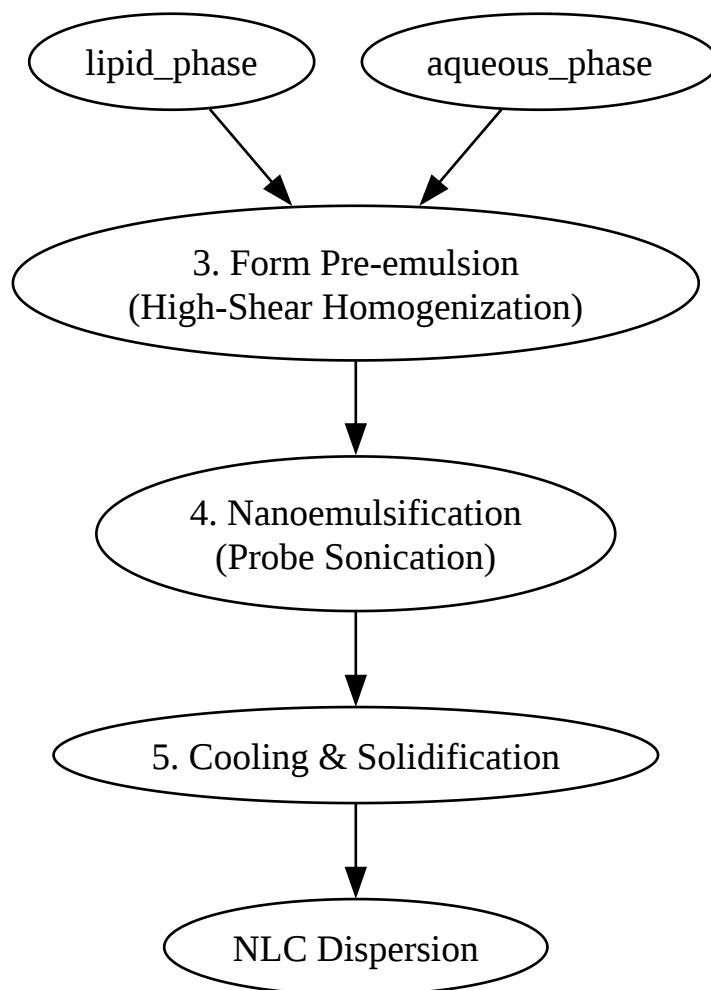 lipid_phase
aqueous_phase
3. Form Pre-emulsion
(High-Shear Homogenization)
4. Nanoemulsification
(Probe Sonication)
5. Cooling & Solidification
NLC Dispersion